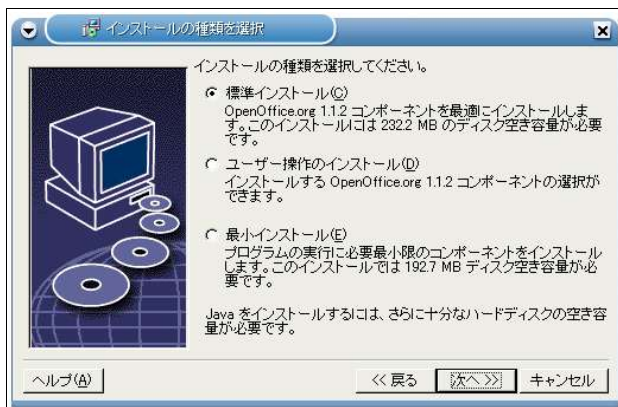 インストールの種類を選択
インストールの種類を選択してください。
標準インストール(C)
OpenOffice.org 1.1.2 コンポーネントを最適にインストールしま
す。このインストールには 232.2 MB のディスク空き容量が必要
です。
ユーザー操作のインストール(D)
インストールする OpenOffice.org 1.1.2 コンポーネントの選択が
できます。
最小インストール(E)
プログラムの実行に必要最小限のコンポーネントをインストール
します。このインストールでは 192.7 MB ディスク空き容量が必
要です。
Java をインストールするには、さらに十分なハードディスクの空き容
量が必要です。
ヘルプ(A)
<< 戻る
次へ >>
キャンセル